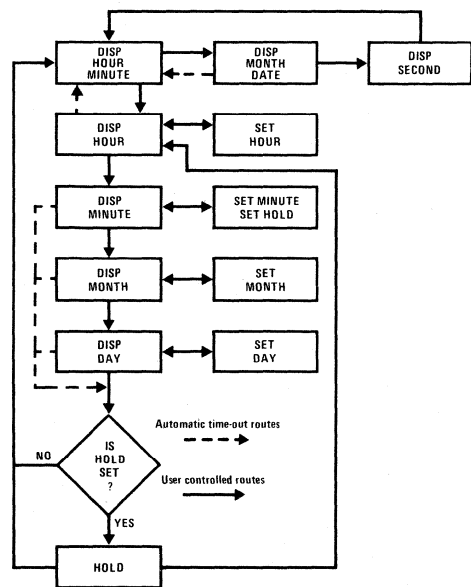 DISP
HOUR
MINUTE
DISP
MONTH
DATE
DISP
SECOND
DISP
HOUR
SET
HOUR
DISP
MINUTE
SET MINUTE
SET HOLD
DISP
MONTH
SET
MONTH
DISP
DAY
SET
DAY
Automatic time-out routes
IS
HOLD
SET
?
NO
User controlled routes
YES
HOLD